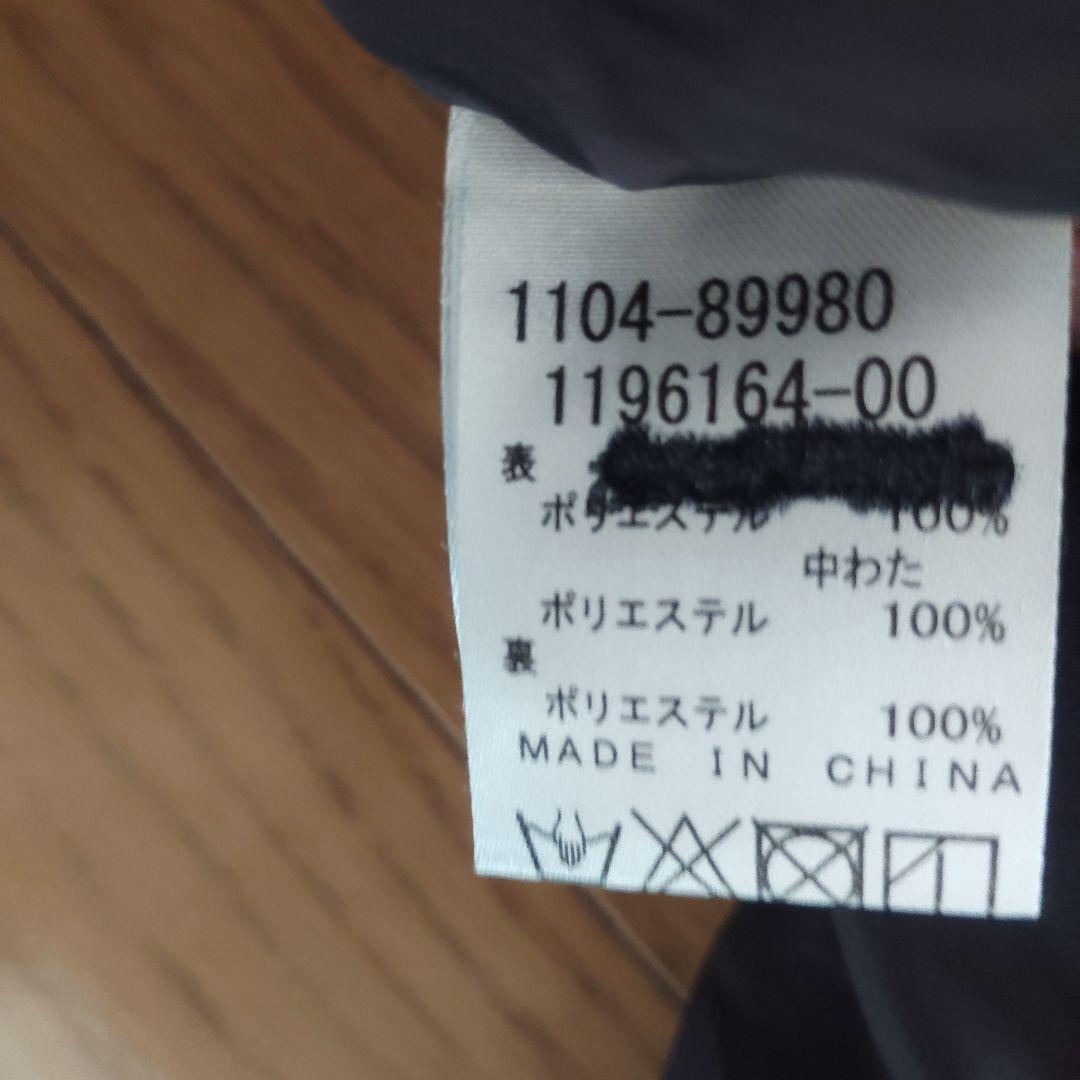 1104-89980
1196164-00
表
ポリエステル 100%
中わた
ポリエステル 100%
裏
ポリエステル 100%
MADE IN CHINA